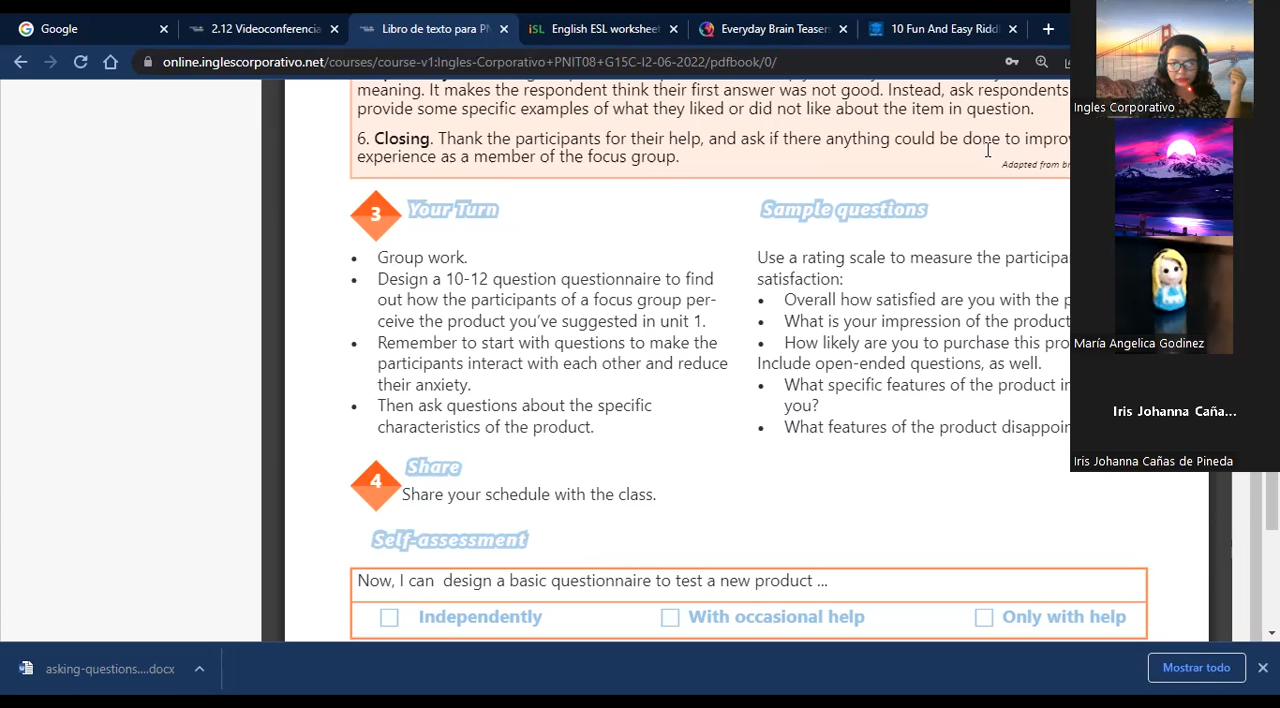 Google
2.12 Videoconferencia
Libro de texto para PN
English ESL worksheet
Everyday Brain Teasers
10 Fun And Easy Riddl
online.inglescorporativo.net/courses/course-v1:Ingles-Corporativo+PNIT08+G15C-I2-06-2022/pdfbook/0/
meaning. It makes the respondent think their first answer was not good. Instead, ask respondents
provide some specific examples of what they liked or did not like about the item in question.
6. Closing. Thank the participants for their help, and ask if there anything could be done to improv
experience as a member of the focus group.
Adapted from br
3 Your Turn
• Group work.
• Design a 10-12 question questionnaire to find
out how the participants of a focus group per-
ceive the product you've suggested in unit 1.
• Remember to start with questions to make the
participants interact with each other and reduce
their anxiety.
• Then ask questions about the specific
characteristics of the product.
Sample questions
Use a rating scale to measure the participa
satisfaction:
• Overall how satisfied are you with the p
• What is your impression of the product
• How likely are you to purchase this pro
Include open-ended questions, as well.
• What specific features of the product in
you?
• What features of the product disappoin
4 Share
Share your schedule with the class.
Self-assessment
Now, I can design a basic questionnaire to test a new product ...
Independently
With occasional help
Only with help
Ingles Corporativo
María Angelica Godinez
Iris Johanna Caña...
Iris Johanna Cañas de Pineda
asking-questions....docx
Mostrar todo